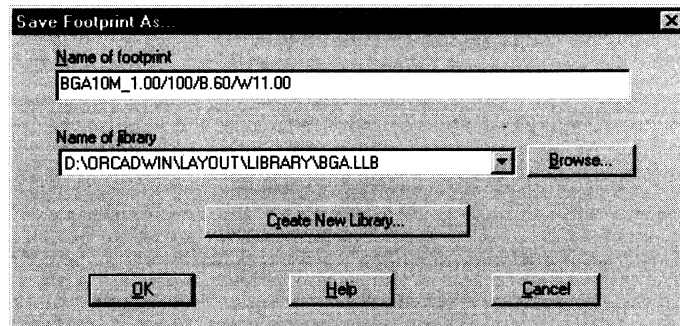 Save Footprint As...
Name of footprint
BGA10M_1.00/100/B.60/W11.00
Name of library
D:\ORCADWIN\LAYOUT\LIBRARY\BGA.LLB
Browse...
Create New Library...
OK
Help
Cancel